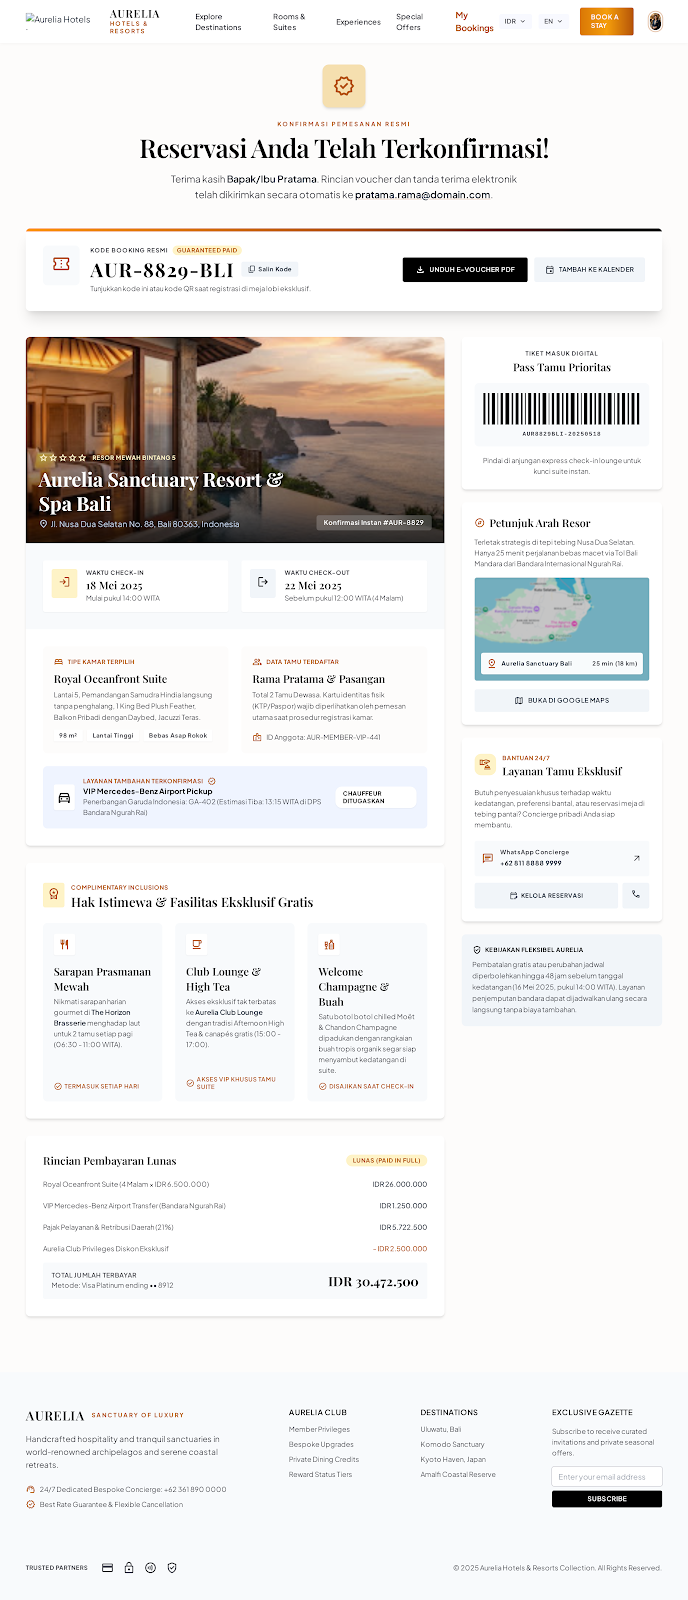 Aurelia Hotels
AURELIA
HOTELS &
RESORTS
Explore
Destinations
Rooms &
Suites
Experiences
Special
Offers
My
Bookings
IDR
EN
BOOK A
STAY
KONFIRMASI PEMESANAN RESMI
Reservasi Anda Telah Terkonfirmasi!
Terima kasih Bapak/Ibu Pratama. Rincian voucher dan tanda terima elektronik
telah dikirimkan secara otomatis ke pratama.rama@domain.com.
KODE BOOKING RESMI GUARANTEED PAID
AUR-8829-BLI Salin Kode
Tunjukkan kode ini atau kode QR saat registrasi di meja lobi eksklusif.
UNDUH E-VOUCHER PDF
TAMBAH KE KALENDER
RESOR MEWAH BINTANG 5
Aurelia Sanctuary Resort &
Spa Bali
Jl. Nusa Dua Selatan No. 88, Bali 80363, Indonesia
Konfirmasi Instan #AUR-8829
WAKTU CHECK-IN
18 Mei 2025
Mulai pukul 14:00 WITA
WAKTU CHECK-OUT
22 Mei 2025
Sebelum pukul 12:00 WITA (4 Malam)
TIPE KAMAR TERPILIH
Royal Oceanfront Suite
Lantai 5, Pemandangan Samudra Hindia langsung
tanpa penghalang, 1 King Bed Plush Feather,
Balkon Pribadi dengan Daybed, Jacuzzi Teras.
98 m² Lantai Tinggi Bebas Asap Rokok
DATA TAMU TERDAFTAR
Rama Pratama & Pasangan
Total 2 Tamu Dewasa. Kartu identitas fisik
(KTP/Paspor) wajib diperlihatkan oleh pemesan
utama saat prosedur registrasi kamar.
ID Anggota: AUR-MEMBER-VIP-441
LAYANAN TAMBAHAN TERKONFIRMASI
VIP Mercedes-Benz Airport Pickup
Penerbangan Garuda Indonesia: GA-402 (Estimasi Tiba: 13:15 WITA di DPS
Bandara Ngurah Rai)
CHAUFFEUR
DITUGASKAN
COMPLIMENTARY INCLUSIONS
Hak Istimewa & Fasilitas Eksklusif Gratis
Sarapan Prasmanan
Mewah
Nikmati sarapan harian
gourmet di The Horizon
Brasserie menghadap laut
untuk 2 tamu setiap pagi
(06:30 - 11:00 WITA).
TERMASUK SETIAP HARI
Club Lounge &
High Tea
Akses eksklusif tak terbatas
ke Aurelia Club Lounge
dengan tradisi Afternoon High
Tea & canapés gratis (15:00 -
17:00).
AKSES VIP KHUSUS TAMU
SUITE
Welcome
Champagne &
Buah
Satu botol botol chilled Moët
& Chandon Champagne
dipadukan dengan rangkaian
buah tropis organik segar siap
menyambut kedatangan di
suite.
DISAJIKAN SAAT CHECK-IN
Rincian Pembayaran Lunas
LUNAS (PAID IN FULL)
Royal Oceanfront Suite (4 Malam × IDR 6.500.000) IDR 26.000.000
VIP Mercedes-Benz Airport Transfer (Bandara Ngurah Rai) IDR 1.250.000
Pajak Pelayanan & Retribusi Daerah (21%) IDR 5.722.500
Aurelia Club Privileges Diskon Eksklusif - IDR 2.500.000
TOTAL JUMLAH TERBAYAR
Metode: Visa Platinum ending •• 8912
IDR 30.472.500
TIKET MASUK DIGITAL
Pass Tamu Prioritas
AUR8829BLI-20250518
Pindai di anjungan express check-in lounge untuk
kunci suite instan.
Petunjuk Arah Resor
Terletak strategis di tepi tebing Nusa Dua Selatan.
Hanya 25 menit perjalanan bebas macet via Tol Bali
Mandara dari Bandara Internasional Ngurah Rai.
Aurelia Sanctuary Bali 25 min (18 km)
BUKA DI GOOGLE MAPS
BANTUAN 24/7
Layanan Tamu Eksklusif
Butuh penyesuaian khusus terhadap waktu
kedatangan, preferensi bantal, atau reservasi meja di
tebing pantai? Concierge pribadi Anda siap
membantu.
WhatsApp Concierge
+62 811 8888 9999
KELOLA RESERVASI
KEBIJAKAN FLEKSIBEL AURELIA
Pembatalan gratis atau perubahan jadwal
diperbolehkan hingga 48 jam sebelum tanggal
kedatangan (16 Mei 2025, pukul 14:00 WITA). Layanan
penjemputan bandara dapat dijadwalkan ulang secara
langsung tanpa biaya tambahan.
AURELIA SANCTUARY OF LUXURY
Handcrafted hospitality and tranquil sanctuaries in
world-renowned archipelagos and serene coastal
retreats.
24/7 Dedicated Bespoke Concierge: +62 361 890 0000
Best Rate Guarantee & Flexible Cancellation
AURELIA CLUB
Member Privileges
Bespoke Upgrades
Private Dining Credits
Reward Status Tiers
DESTINATIONS
Uluwatu, Bali
Komodo Sanctuary
Kyoto Haven, Japan
Amalfi Coastal Reserve
EXCLUSIVE GAZETTE
Subscribe to receive curated
invitations and private seasonal
offers.
Enter your email address
SUBSCRIBE
TRUSTED PARTNERS
© 2025 Aurelia Hotels & Resorts Collection. All Rights Reserved.